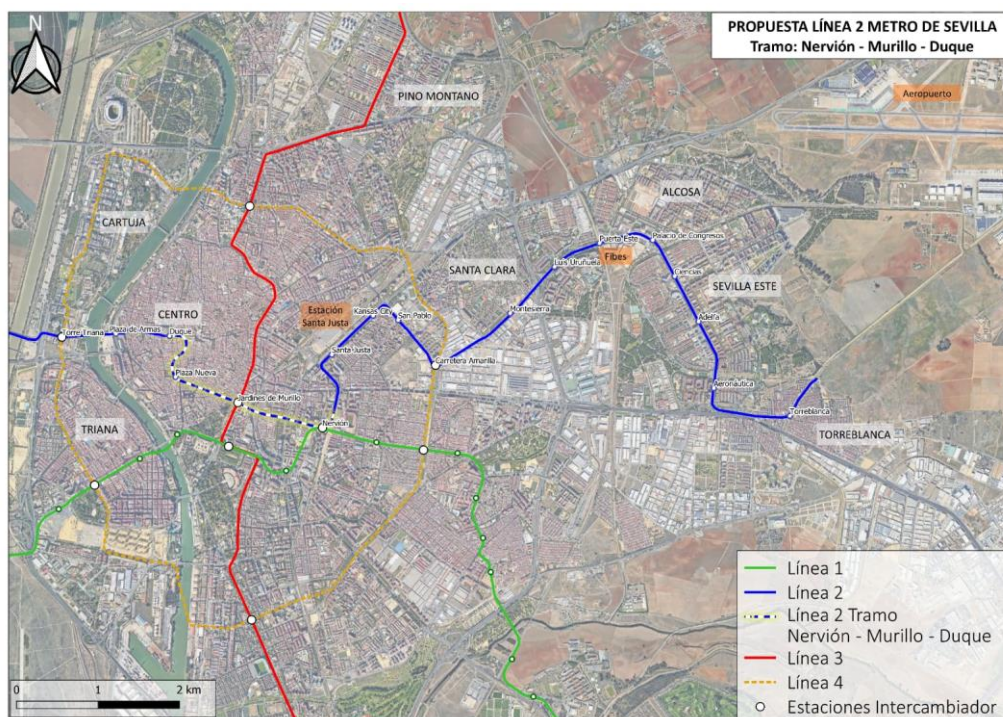 PROPUESTA LÍNEA 2 METRO DE SEVILLA
Tramo: Nervión - Murillo - Duque
N
Aeropuerto
PINO MONTANO
ALCOSA
CARTUJA
Puerta Este
Palacio de Congresos
Fibes
SANTA CLARA
Luis Uruñuela
Ciencias
SEVILLA ESTE
CENTRO
Estación
Santa Justa
Kansas City
San Pablo
Montesierra
Adelfa
Torre Triana
Plaza de Armas
Duque
Santa Justa
Carretera Amarilla
Plaza Nueva
Aeronáutica
Jardines de Murillo
Torreblanca
TRIANA
Nervión
TORREBLANCA
Línea 1
Línea 2
Línea 2 Tramo
Nervión - Murillo - Duque
Línea 3
Línea 4
Estaciones Intercambiador
0 1 2 km